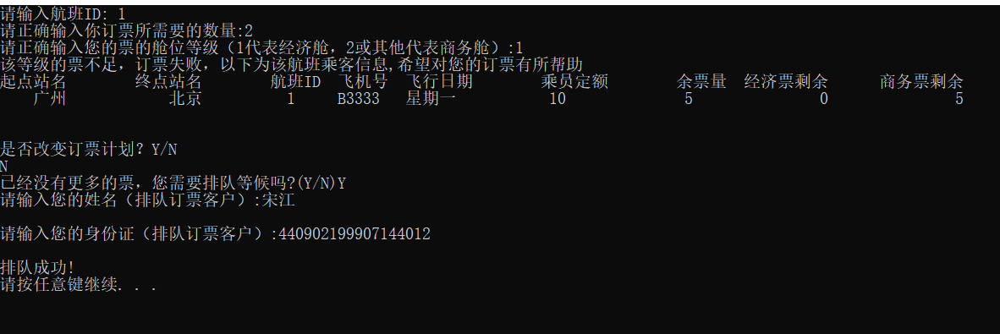 请输入航班ID: 1
请正确输入你订票所需要的数量:2
请正确输入您的票的舱位等级（1代表经济舱，2或其他代表商务舱）:1
该等级的票不足，订票失败，以下为该航班乘客信息,希望对您的订票有所帮助
起点站名 终点站名 航班ID 飞机号 飞行日期 乘员定额 余票量 经济票剩余 商务票剩余
广州 北京 1 B3333 星期一 10 5 0 5
是否改变订票计划？Y/N
N
已经没有更多的票，您需要排队等候吗?(Y/N)Y
请输入您的姓名（排队订票客户）:宋江
请输入您的身份证（排队订票客户）:440902199907144012
排队成功!
请按任意键继续. . .